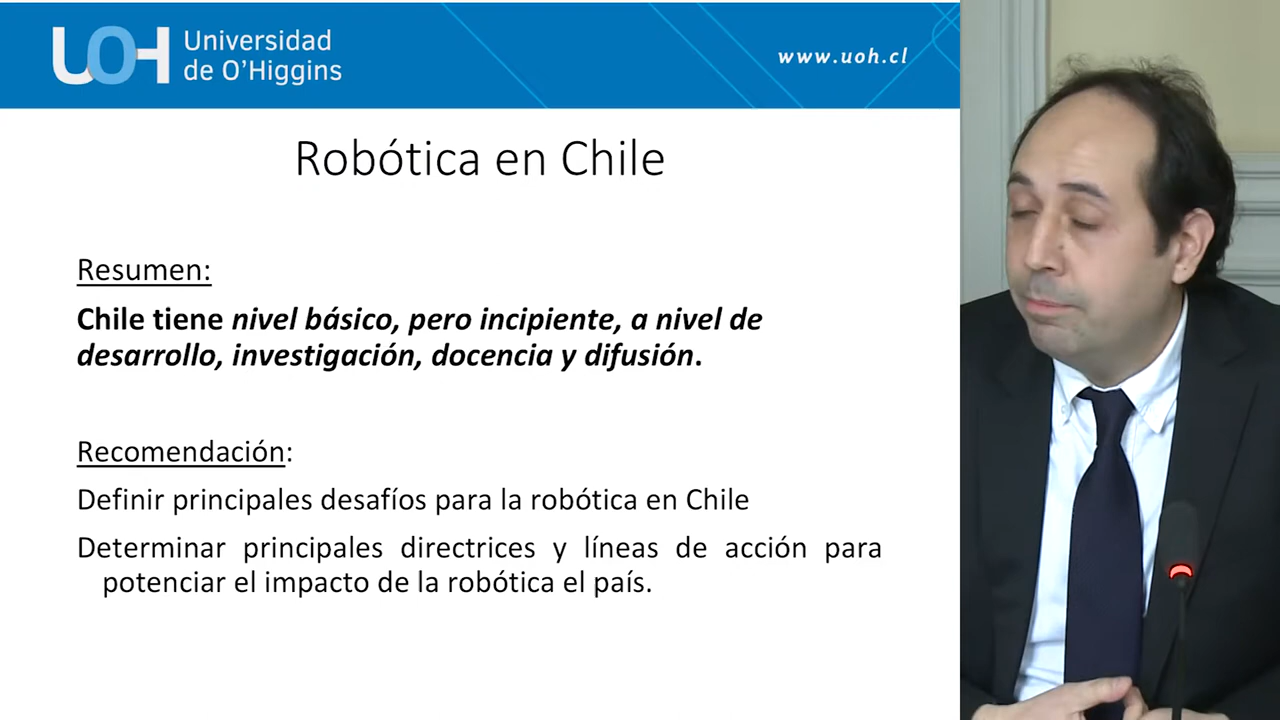 UOH Universidad
de O'Higgins
www.uoh.cl
Robótica en Chile
Resumen:
Chile tiene nivel básico, pero incipiente, a nivel de
desarrollo, investigación, docencia y difusión.
Recomendación:
Definir principales desafíos para la robótica en Chile
Determinar principales directrices y líneas de acción para
potenciar el impacto de la robótica el país.